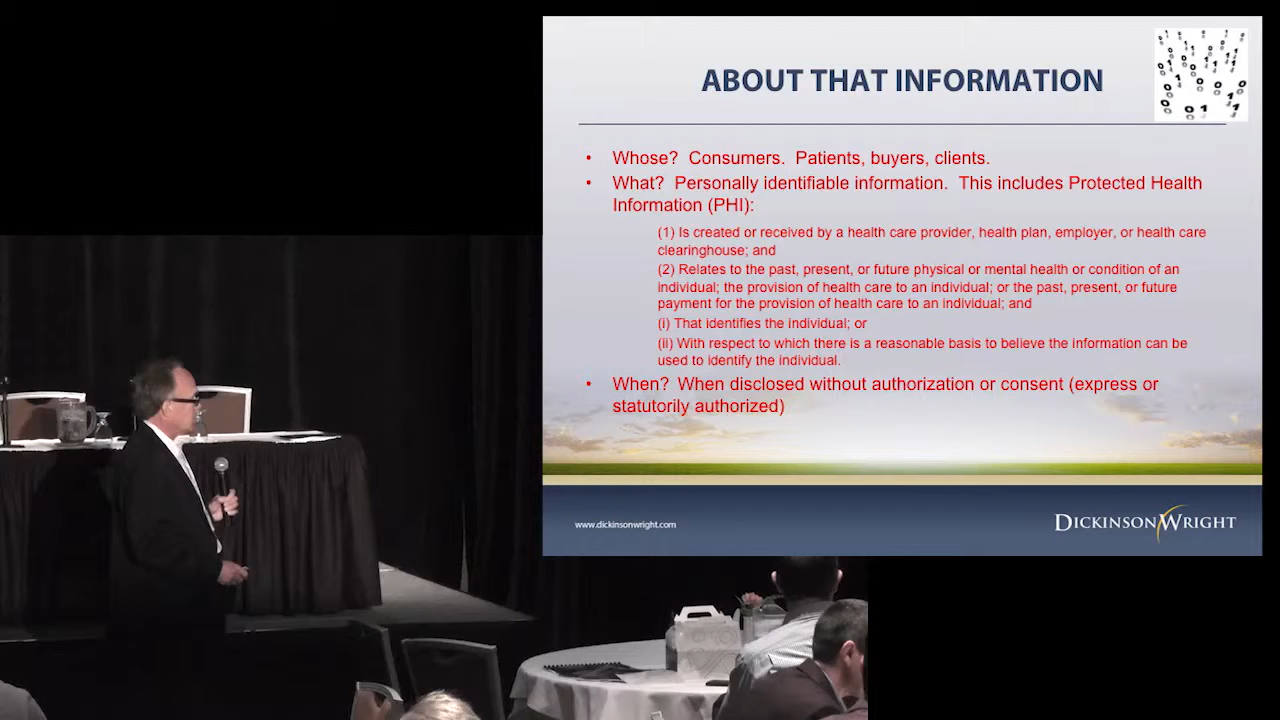 ABOUT THAT INFORMATION
• Whose? Consumers. Patients, buyers, clients.
• What? Personally identifiable information. This includes Protected Health
Information (PHI):
(1) Is created or received by a health care provider, health plan, employer, or health care
clearinghouse; and
(2) Relates to the past, present, or future physical or mental health or condition of an
individual; the provision of health care to an individual; or the past, present, or future
payment for the provision of health care to an individual; and
(i) That identifies the individual; or
(ii) With respect to which there is a reasonable basis to believe the information can be
used to identify the individual.
• When? When disclosed without authorization or consent (express or
statutorily authorized)
www.dickinsonwright.com
DICKINSON WRIGHT